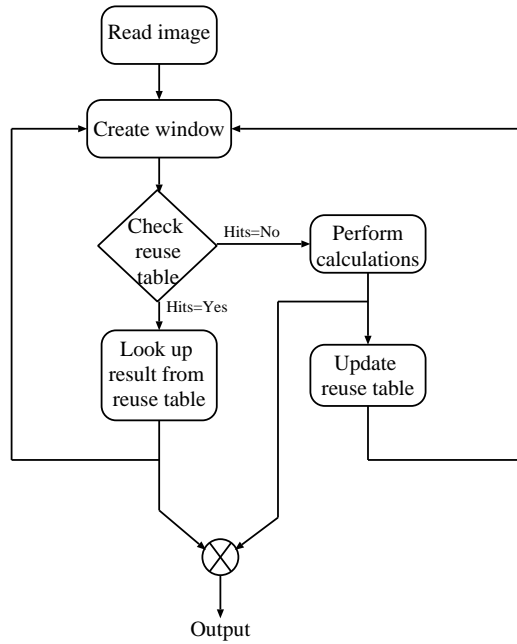 Read image
Create window
Check
reuse
table
Hits=No
Perform
calculations
Hits=Yes
Look up
result from
reuse table
Update
reuse table
Output